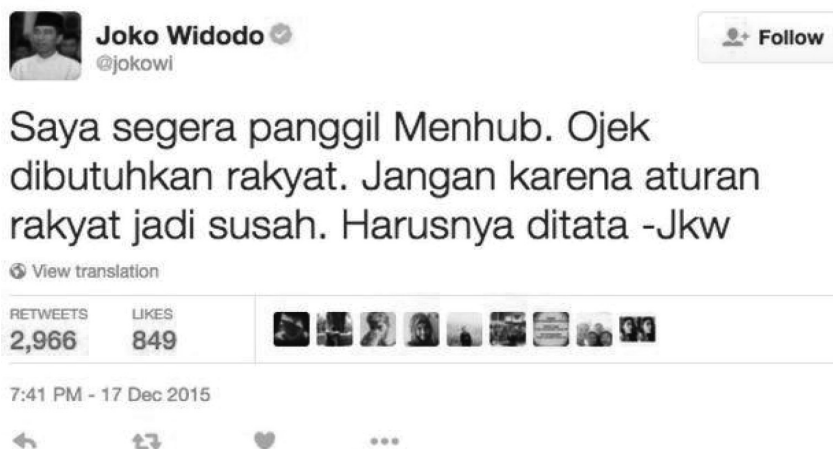 Joko Widodo
@jokowi
Follow
Saya segera panggil Menhub. Ojek
dibutuhkan rakyat. Jangan karena aturan
rakyat jadi susah. Harusnya ditata -Jkw
View translation
RETWEETS LIKES
2,966 849
7:41 PM - 17 Dec 2015